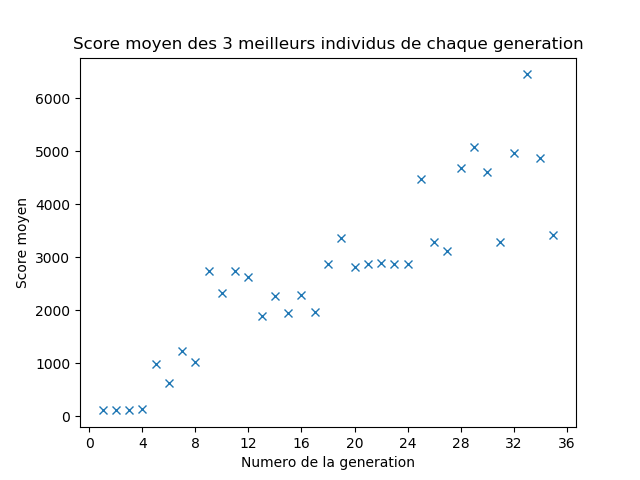 Score moyen des 3 meilleurs individus de chaque generation
Score moyen
6000
5000
4000
3000
2000
1000
0
0 4 8 12 16 20 24 28 32 36
Numero de la generation